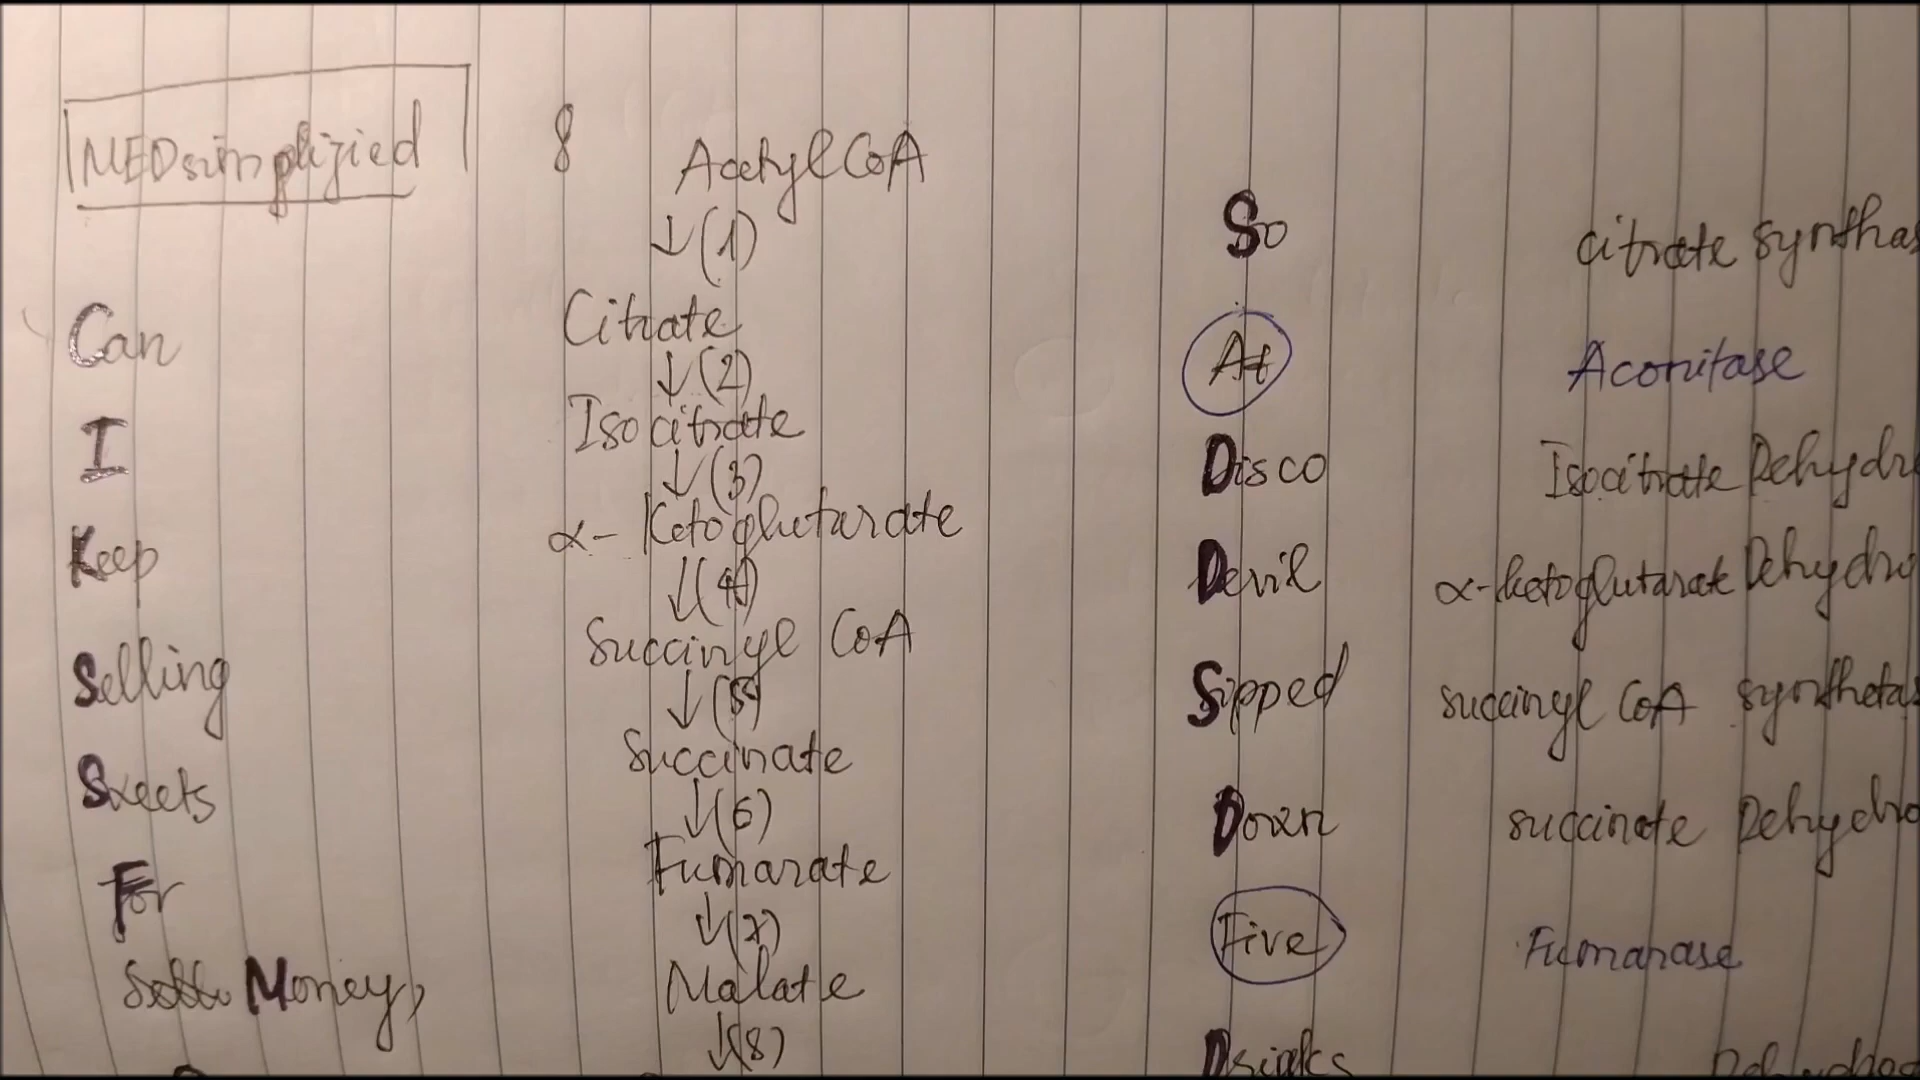 MEDsimplified 8 Acetyl CoA
↓(1) So citrate synthas
Can Citrate
↓(2) At Aconitase
I Isocitrate
↓(3) Disco Isocitrate Dehydr
Keep α- Ketoglutarate
↓(4) Devil α-ketoglutarate Dehydro
Selling Succinyl CoA
↓(5) Sipped succinyl CoA synthetas
Sweets Succinate
↓(6) Down succinate Dehydro
For Fumarate
↓(7) Five Fumarase
Money, Malate
↓(8) Drinks Dehydrog